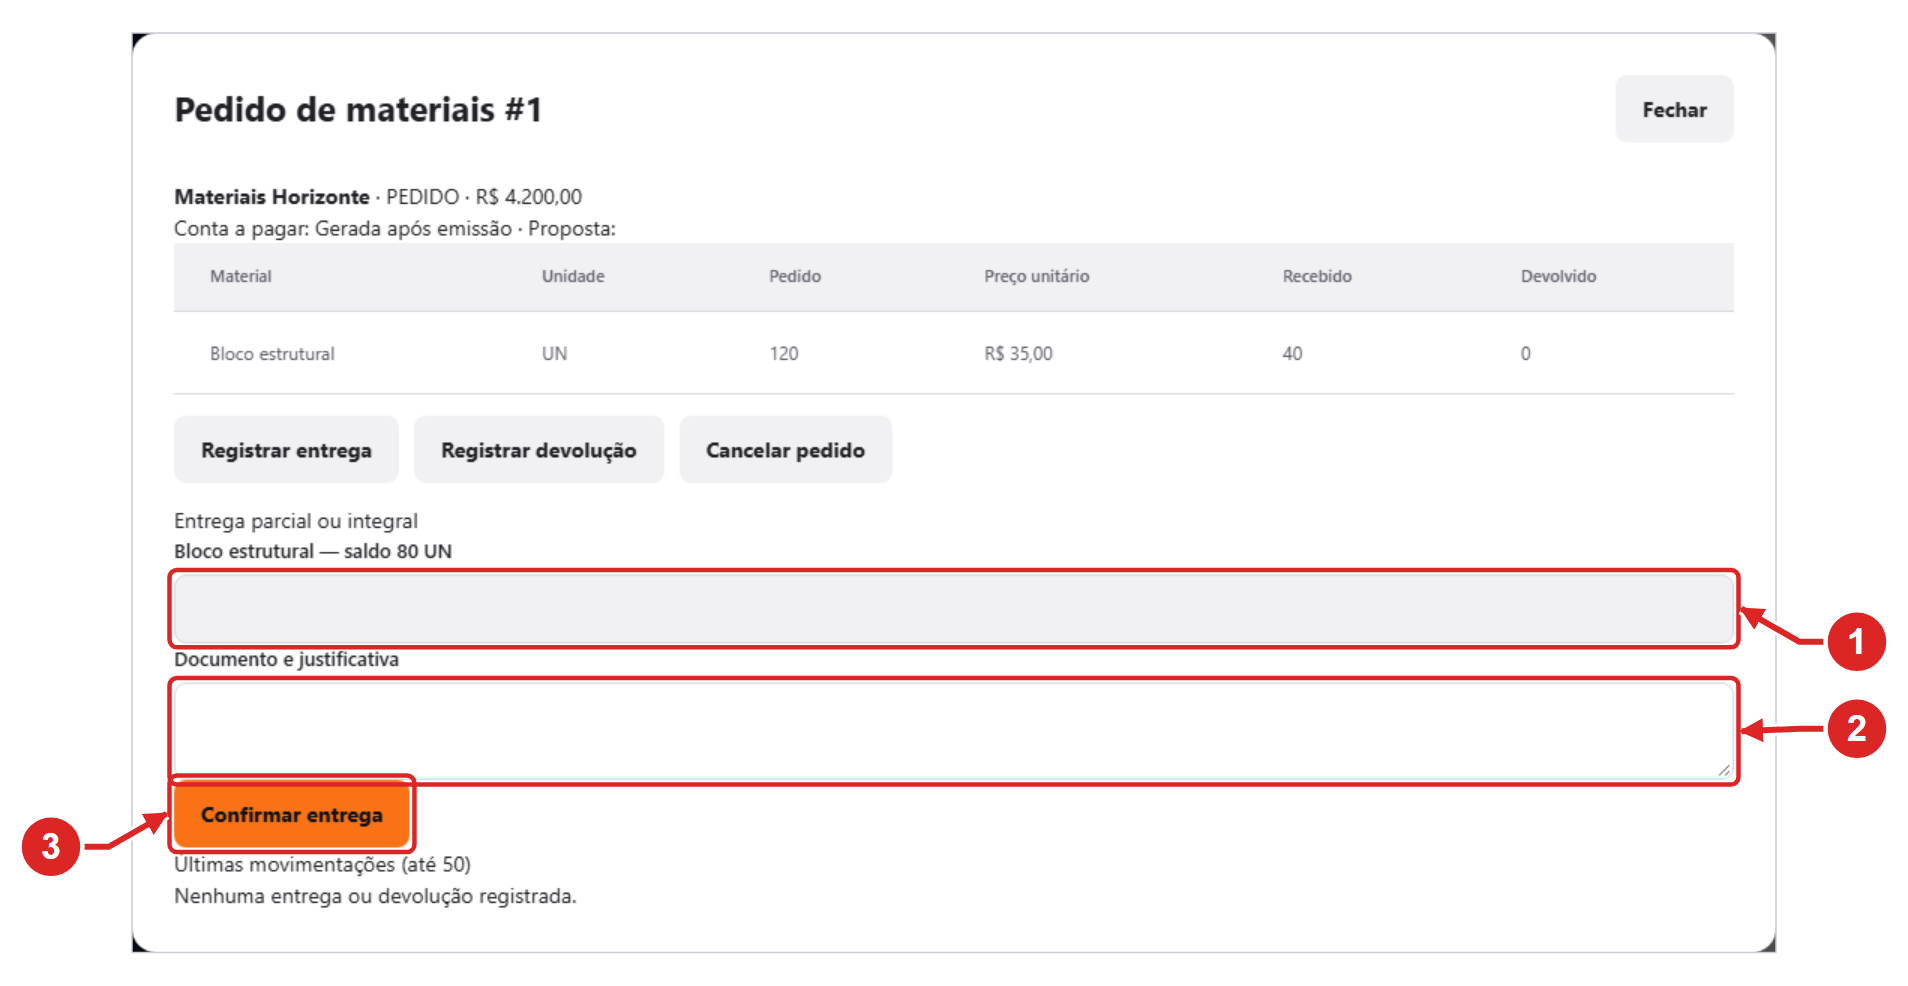 Pedido de materiais #1
Fechar
Materiais Horizonte · PEDIDO · R$ 4.200,00
Conta a pagar: Gerada após emissão · Proposta:
Material Unidade Pedido Preço unitário Recebido Devolvido
Bloco estrutural UN 120 R$ 35,00 40 0
Registrar entrega Registrar devolução Cancelar pedido
Entrega parcial ou integral
Bloco estrutural — saldo 80 UN
1
Documento e justificativa
2
Confirmar entrega
3
Últimas movimentações (até 50)
Nenhuma entrega ou devolução registrada.